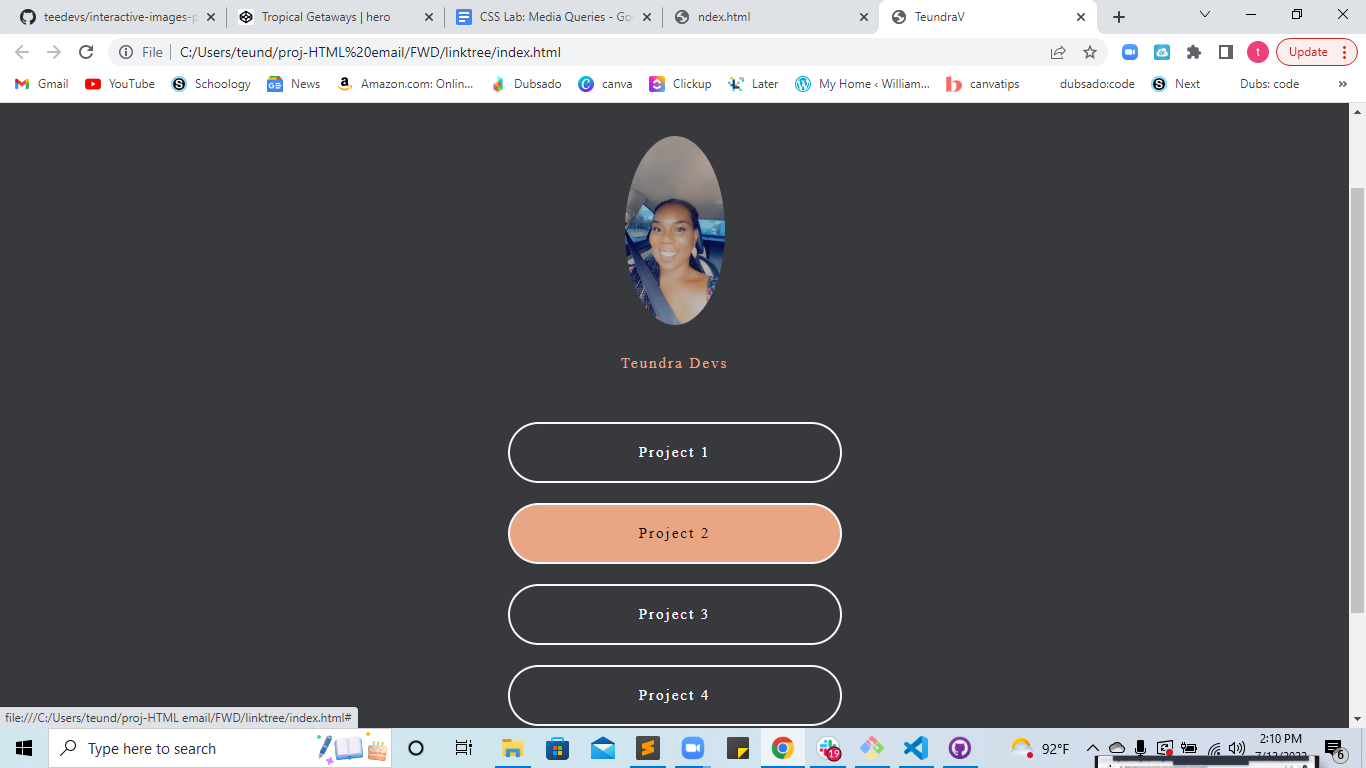 teedevs/interactive-images-p
Tropical Getaways | hero
CSS Lab: Media Queries - Go
ndex.html
TeundraV
File
C:/Users/teund/proj-HTML%20email/FWD/linktree/index.html
t
Update
Gmail
YouTube
Schoology
News
Amazon.com: Onlin...
Dubsado
canva
Clickup
Later
My Home ‹ William...
canvatips
dubsado:code
Next
Dubs: code
»
Teundra Devs
Project 1
Project 2
Project 3
Project 4
file:///C:/Users/teund/proj-HTML email/FWD/linktree/index.html#
Type here to search
19
92°F
2:10 PM
6